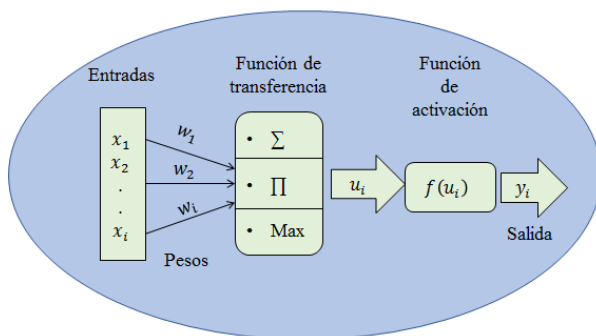 Entradas
Función de
transferencia
Función
de
activación
x₁
x₂
.
.
xᵢ
w₁
w₂
wᵢ
Pesos
• ∑
• ∏
• Max
uᵢ
f(uᵢ)
yᵢ
Salida